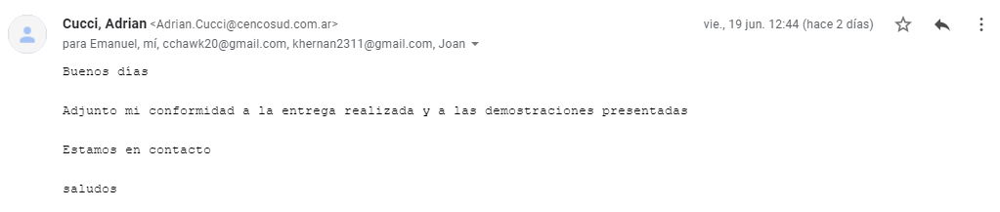 Cucci, Adrian <Adrian.Cucci@cencosud.com.ar> vie., 19 jun. 12:44 (hace 2 días)
para Emanuel, mí, cchawk20@gmail.com, khernan2311@gmail.com, Joan
Buenos días
Adjunto mi conformidad a la entrega realizada y a las demostraciones presentadas
Estamos en contacto
saludos